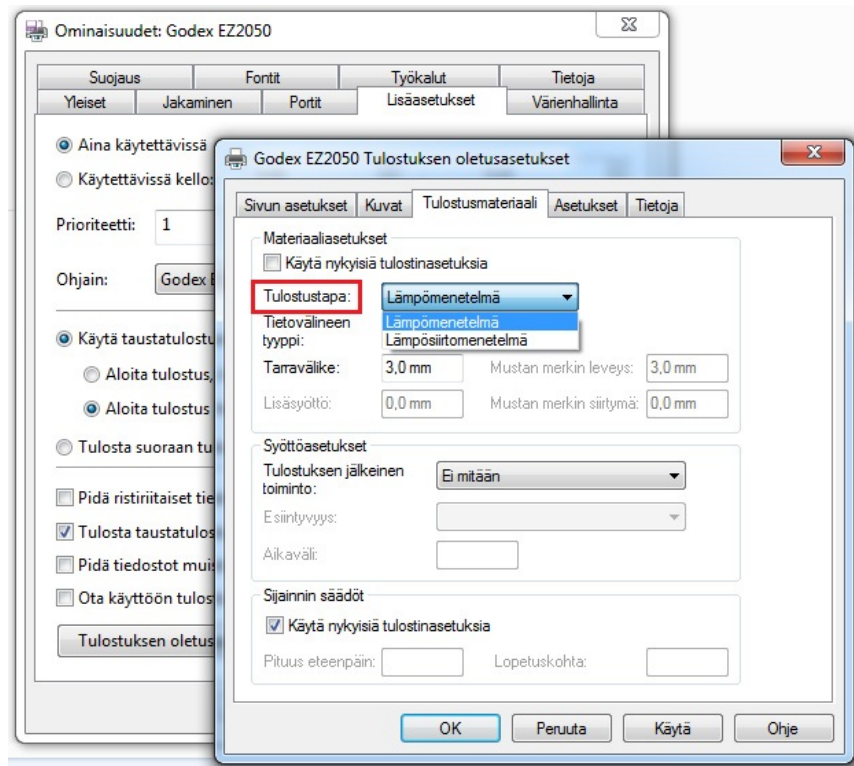 Ominaisuudet: Godex EZ2050
Suojaus Fontit Työkalut Tietoja
Yleiset Jakaminen Portit Lisäasetukset Värienhallinta
Aina käytettävissä
Käytettävissä kello:
Prioriteetti: 1
Ohjain: Godex
Käytä taustatulostu
Aloita tulostus,
Aloita tulostus
Tulosta suoraan tu
Pidä ristiriitaiset tie
Tulosta taustatulos
Pidä tiedostot muis
Ota käyttöön tulos
Tulostuksen oletus
Godex EZ2050 Tulostuksen oletusasetukset
Sivun asetukset Kuvat Tulostusmateriaali Asetukset Tietoja
Materiaaliasetukset
Käytä nykyisiä tulostinasetuksia
Tulostustapa: Lämpömenetelmä
Tietovälineen Lämpömenetelmä
tyyppi: Lämpösiirtomenetelmä
Tarravälike: 3,0 mm Mustan merkin leveys: 3,0 mm
Lisäsyöttö: 0,0 mm Mustan merkin siirtymä: 0,0 mm
Syöttöasetukset
Tulostuksen jälkeinen Ei mitään
toiminto:
Esiintyvyys:
Aikaväli:
Sijainnin säädöt
Käytä nykyisiä tulostinasetuksia
Pituus eteenpäin: Lopetuskohta:
OK Peruuta Käytä Ohje